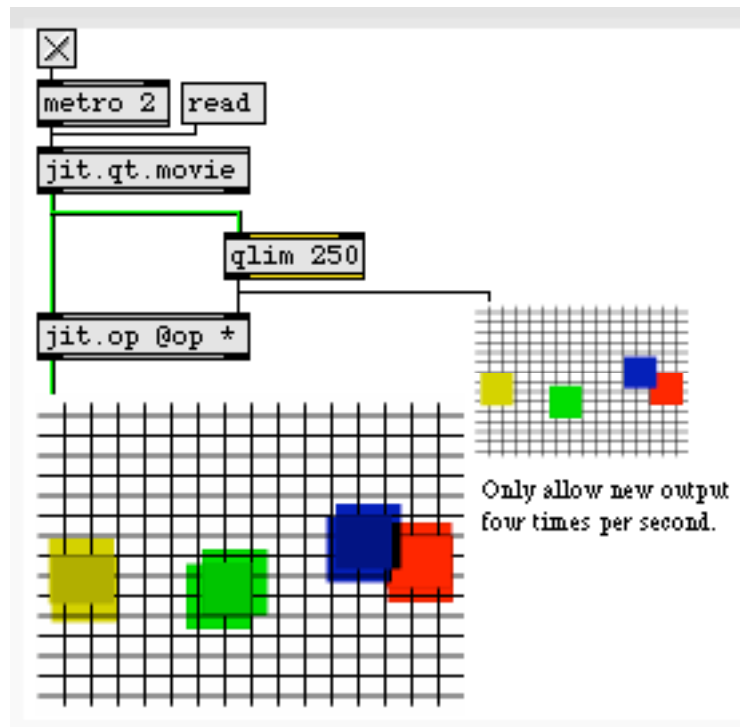 metro 2
read
jit.qt.movie
qlim 250
jit.op @op *
Only allow new output
four times per second.